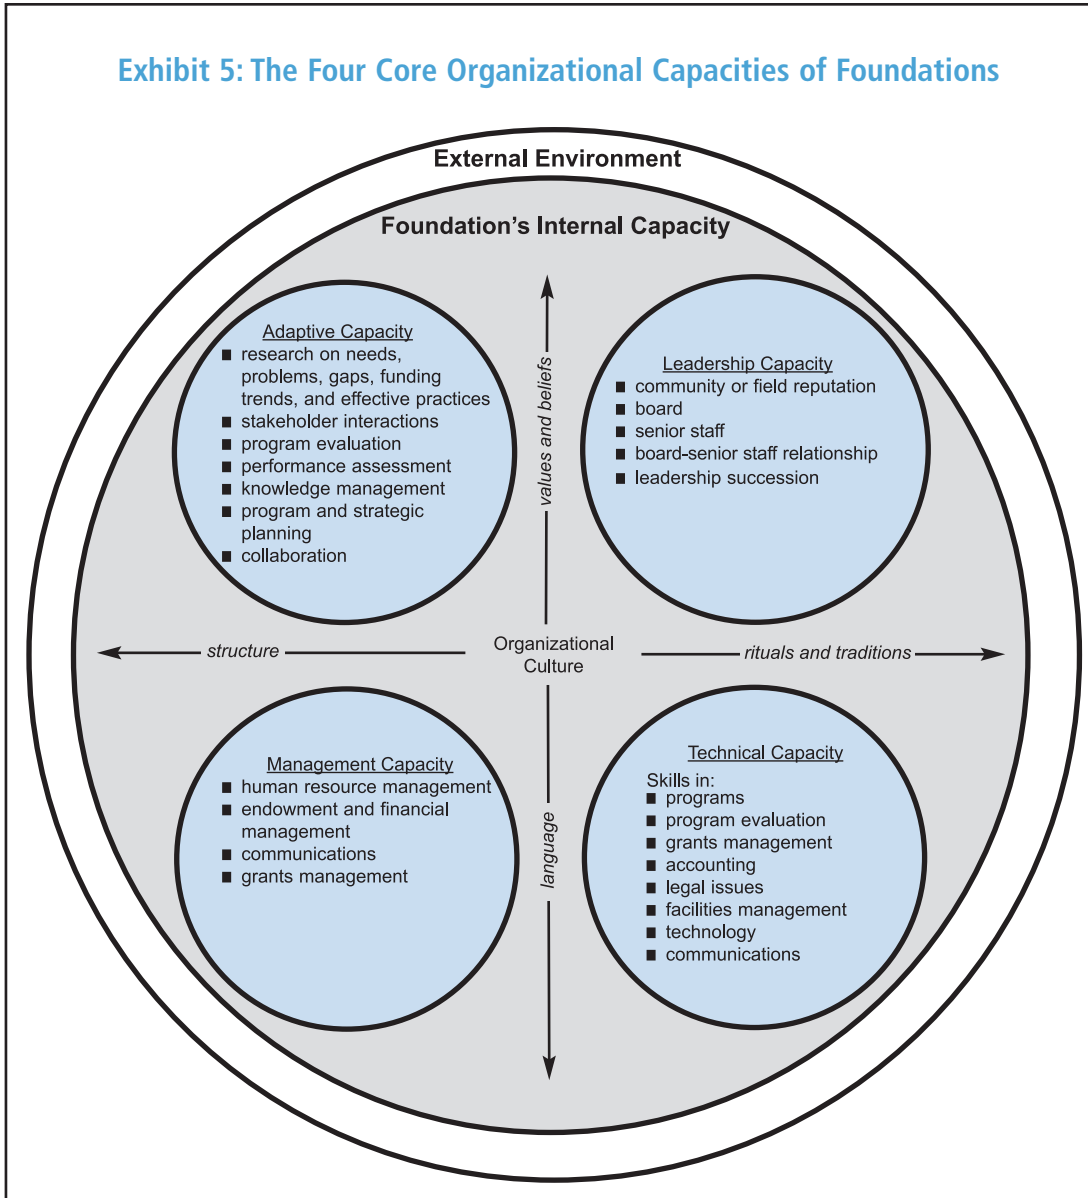 Exhibit 5: The Four Core Organizational Capacities of Foundations
External Environment
Foundation's Internal Capacity
Adaptive Capacity
■ research on needs,
problems, gaps, funding
trends, and effective practices
■ stakeholder interactions
■ program evaluation
■ performance assessment
■ knowledge management
■ program and strategic
planning
■ collaboration
values and beliefs
Leadership Capacity
■ community or field reputation
■ board
■ senior staff
■ board-senior staff relationship
■ leadership succession
structure
Organizational
Culture
rituals and traditions
Management Capacity
■ human resource management
■ endowment and financial
management
■ communications
■ grants management
language
Technical Capacity
Skills in:
■ programs
■ program evaluation
■ grants management
■ accounting
■ legal issues
■ facilities management
■ technology
■ communications